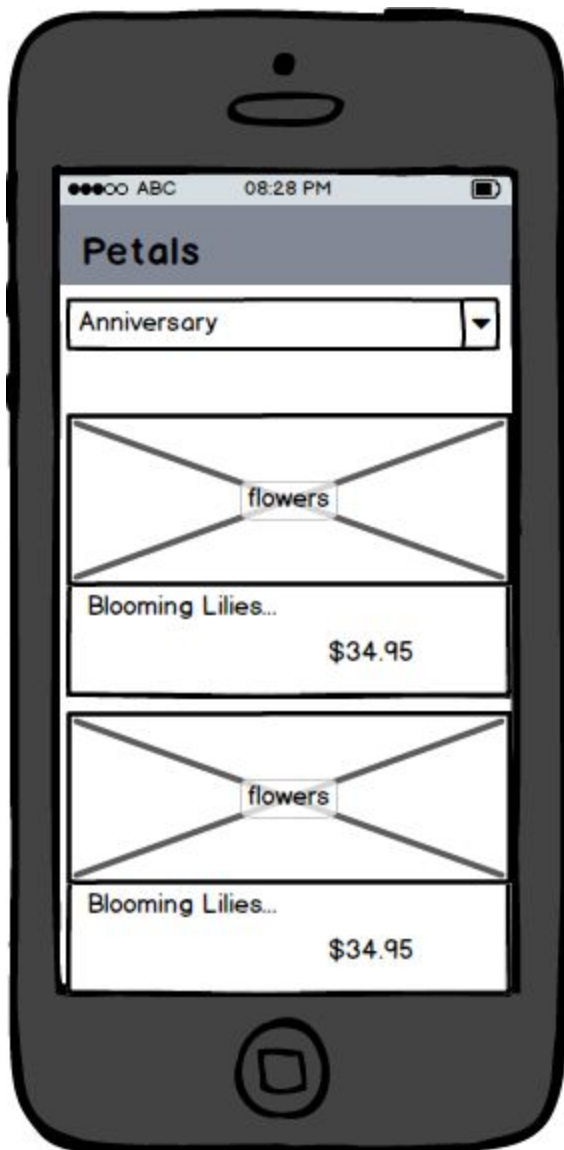 ABC 08:28 PM
Petals
Anniversary
flowers
Blooming Lilies...
$34.95
flowers
Blooming Lilies...
$34.95